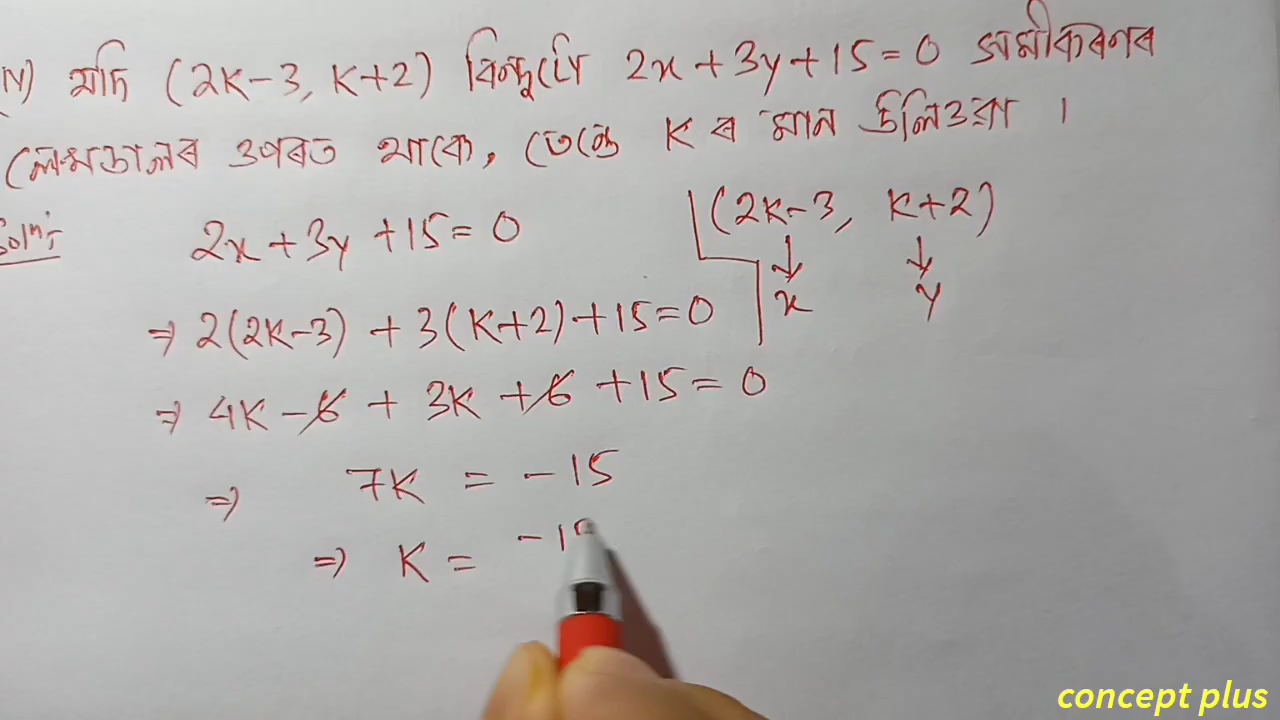 (iv) যদি (2K-3, K+2) বিন্দুটো 2x+3y+15=0 সমীকৰণৰ
লেখডালৰ ওপৰত থাকে, তেন্তে K ৰ মান উলিওৱা ।
Solnः 2x+3y+15=0
(2K-3, K+2)
↓ ↓
x y
⇒ 2(2K-3) + 3(K+2)+15=0
⇒ 4K-6 + 3K +6 +15=0
⇒ 7K = -15
⇒ K = -15
concept plus